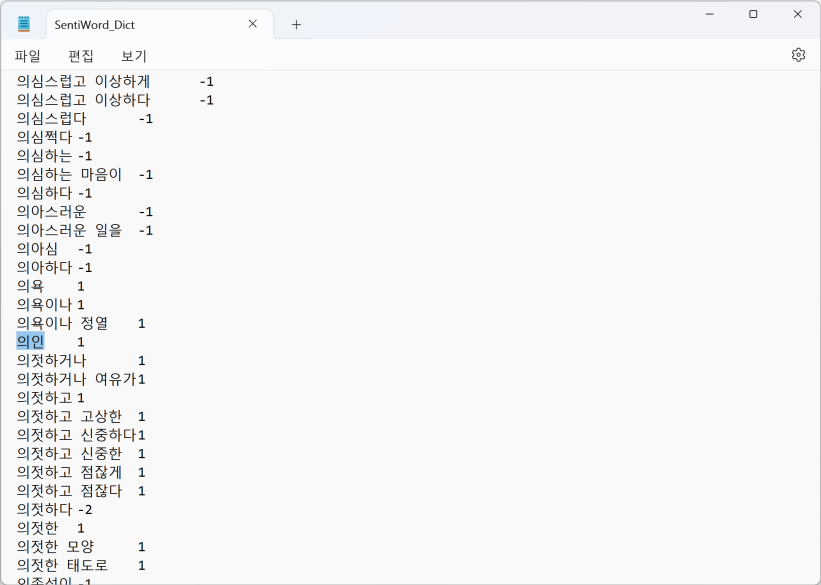 SentiWord_Dict
파일 편집 보기
의심스럽고 이상하게 -1
의심스럽고 이상하다 -1
의심스럽다 -1
의심쩍다 -1
의심하는 -1
의심하는 마음이 -1
의심하다 -1
의아스러운 -1
의아스러운 일을 -1
의아심 -1
의아하다 -1
의욕 1
의욕이나 1
의욕이나 정열 1
의인 1
의젓하거나 1
의젓하거나 여유가 1
의젓하고 1
의젓하고 고상한 1
의젓하고 신중하다 1
의젓하고 신중한 1
의젓하고 점잖게 1
의젓하고 점잖다 1
의젓하다 -2
의젓한 1
의젓한 모양 1
의젓한 태도로 1
의존성이 -1